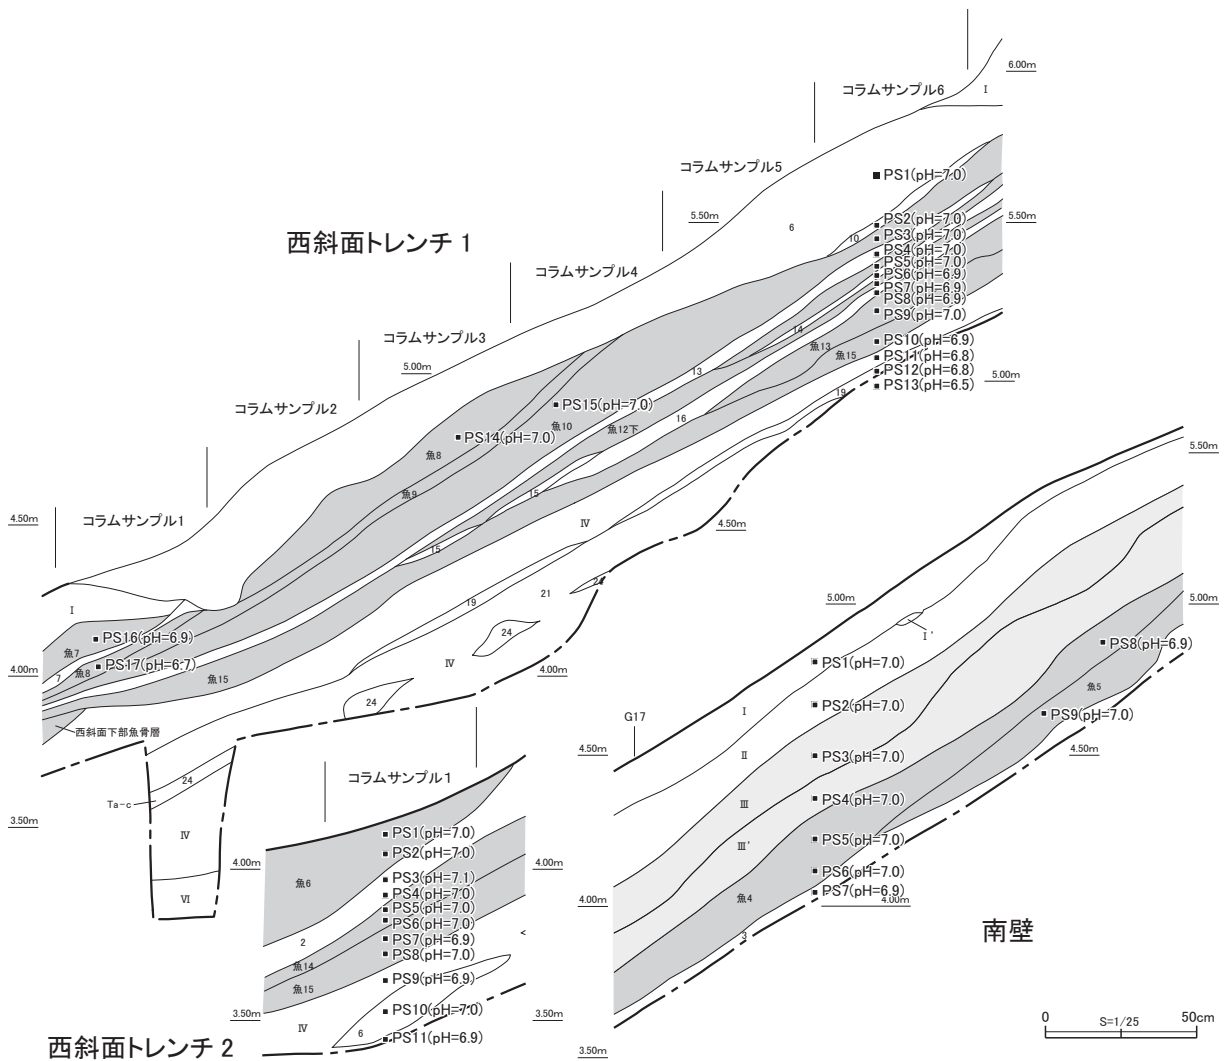 西斜面トレンチ 1
コラムサンプル6
コラムサンプル5
コラムサンプル4
コラムサンプル3
コラムサンプル2
コラムサンプル1
6.00m
5.50m
5.50m
5.00m
5.00m
4.50m
4.50m
4.00m
4.00m
3.50m
I
6
10
PS1(pH=7.0)
PS2(pH=7.0)
PS3(pH=7.0)
PS4(pH=7.0)
PS5(pH=7.0)
PS6(pH=6.9)
PS7(pH=6.9)
PS8(pH=6.9)
PS9(pH=7.0)
PS10(pH=6.9)
PS11(pH=6.8)
PS12(pH=6.8)
PS13(pH=6.5)
14
魚13
魚15
13
19
16
PS15(pH=7.0)
魚10
魚12下
PS14(pH=7.0)
魚8
魚9
15
15
Ⅳ
I
PS16(pH=6.9)
魚7
PS17(pH=6.7)
魚8
7
魚15
19
21
24
24
Ⅳ
24
西斜面下部魚骨層
24
Ta-c
Ⅳ
Ⅵ
西斜面トレンチ 2
コラムサンプル1
PS1(pH=7.0)
PS2(pH=7.0)
PS3(pH=7.1)
PS4(pH=7.0)
PS5(pH=7.0)
PS6(pH=7.0)
PS7(pH=6.9)
PS8(pH=7.0)
PS9(pH=6.9)
PS10(pH=7.0)
PS11(pH=6.9)
4.00m
4.00m
3.50m
3.50m
魚6
2
魚14
魚15
Ⅳ
6
南壁
5.50m
5.00m
5.00m
4.50m
4.50m
4.00m
4.00m
3.50m
G17
I'
PS1(pH=7.0)
PS2(pH=7.0)
PS3(pH=7.0)
PS4(pH=7.0)
PS5(pH=7.0)
PS6(pH=7.0)
PS7(pH=6.9)
PS8(pH=6.9)
PS9(pH=7.0)
I
Ⅱ
Ⅲ
Ⅲ'
魚5
魚4
3
0
50cm
S=1/25